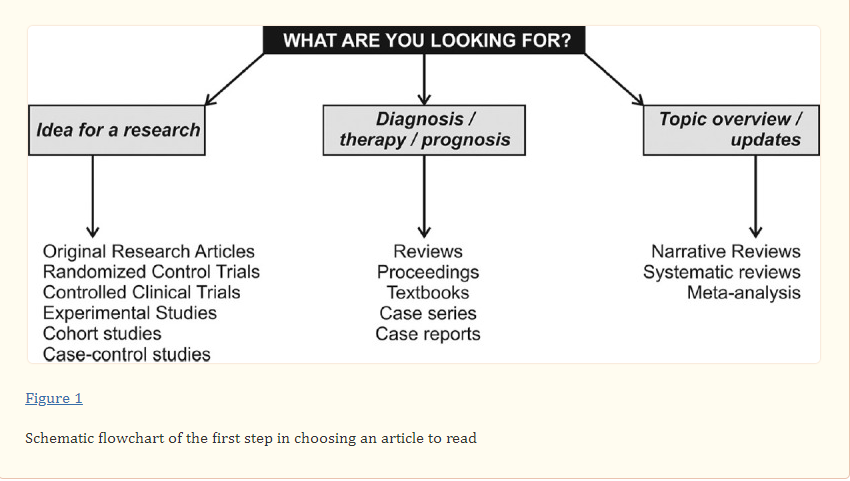 WHAT ARE YOU LOOKING FOR?
Idea for a research
Diagnosis /
therapy / prognosis
Topic overview /
updates
Original Research Articles
Randomized Control Trials
Controlled Clinical Trials
Experimental Studies
Cohort studies
Case-control studies
Reviews
Proceedings
Textbooks
Case series
Case reports
Narrative Reviews
Systematic reviews
Meta-analysis
Figure 1
Schematic flowchart of the first step in choosing an article to read